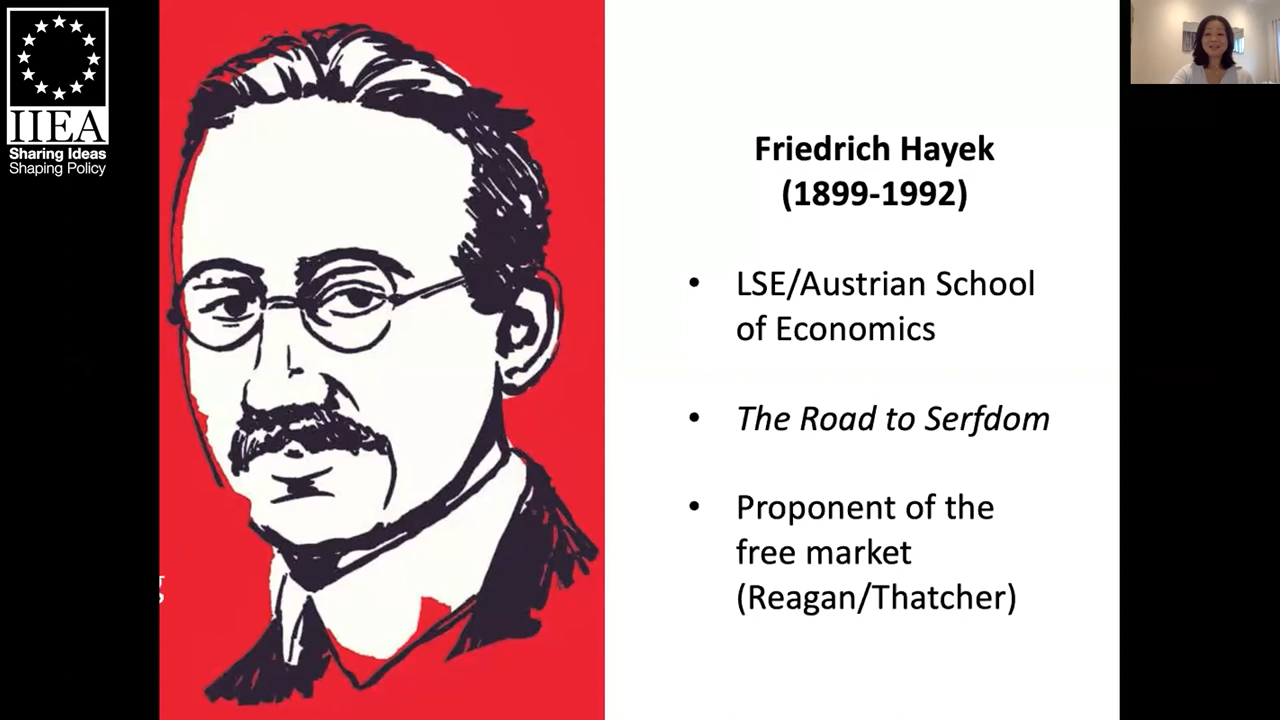 IIEA
Sharing Ideas
Shaping Policy
Friedrich Hayek
(1899-1992)
• LSE/Austrian School
of Economics
• The Road to Serfdom
• Proponent of the
free market
(Reagan/Thatcher)